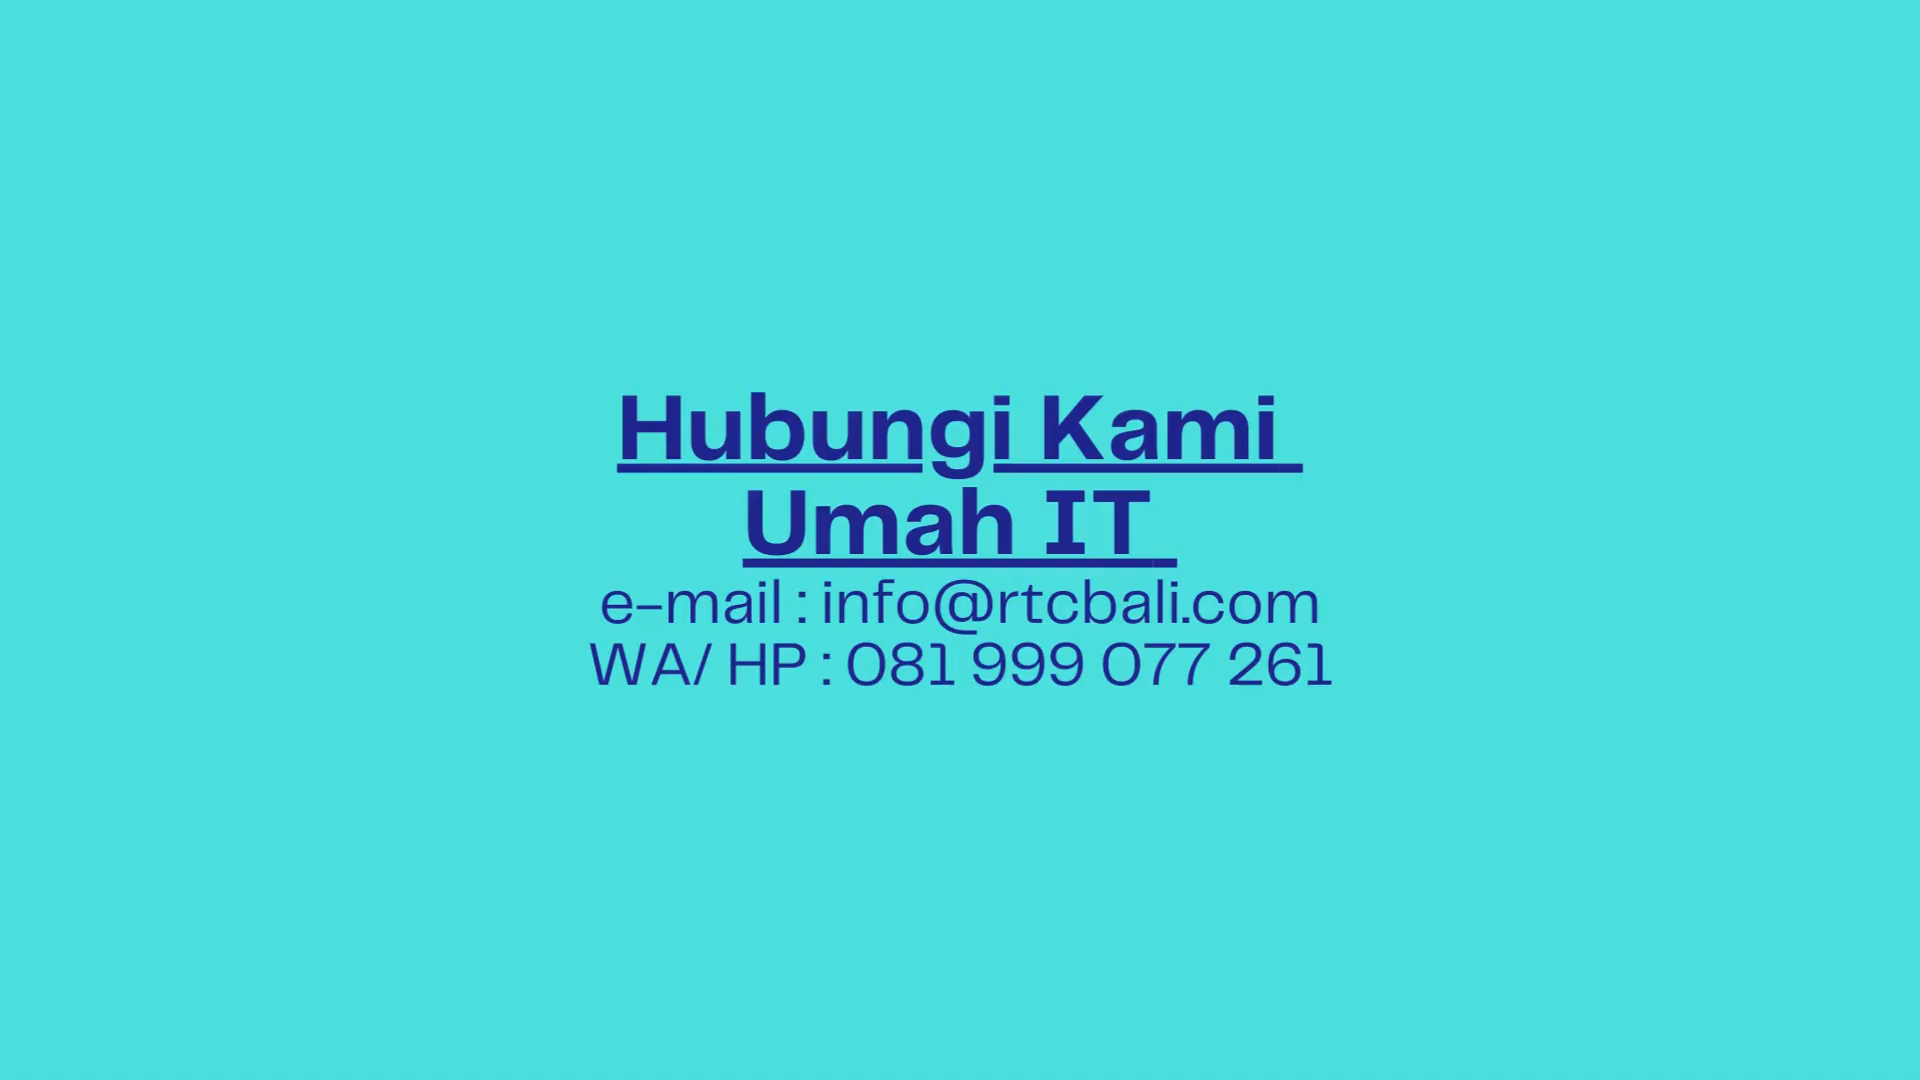 Hubungi Kami
Umah IT
e-mail : info@rtcbali.com
WA/ HP : 081 999 077 261